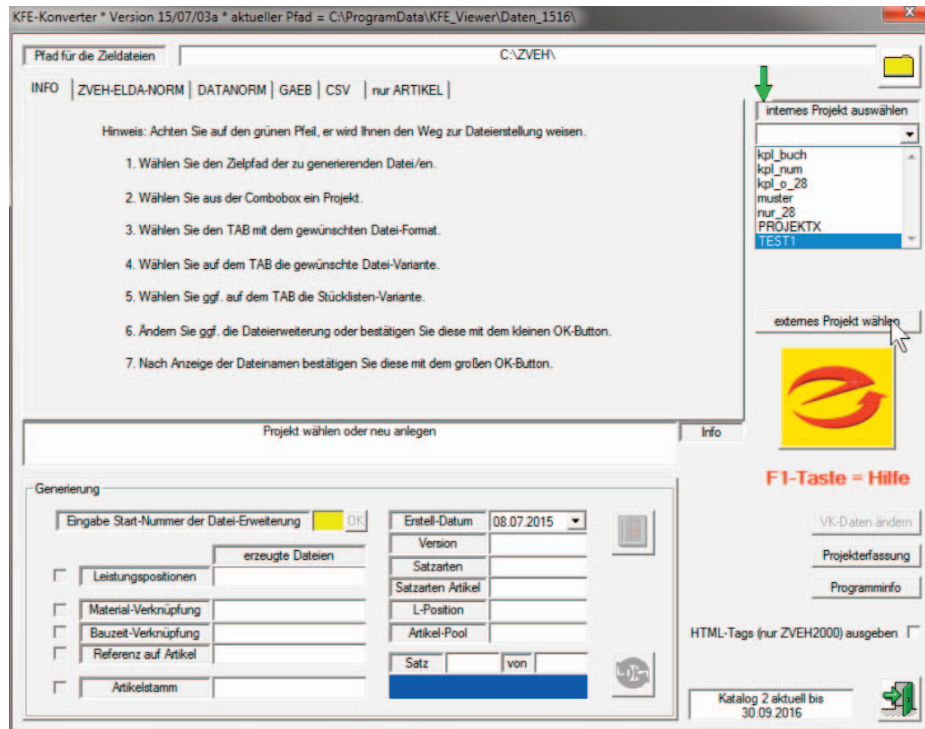 KFE-Konverter * Version 15/07/03a * aktueller Pfad = C:\ProgramData\KFE_Viewer\Daten_1516\
Pfad für die Zieldateien
C:\ZVEH\
INFO
ZVEH-ELDA-NORM
DATANORM
GAEB
CSV
nur ARTIKEL
internes Projekt auswählen
kpl_buch
kpl_num
kpl_o_28
muster
nur_28
PROJEKTX
TEST1
Hinweis: Achten Sie auf den grünen Pfeil, er wird Ihnen den Weg zur Dateierstellung weisen.
1. Wählen Sie den Zielpfad der zu generierenden Datei/en.
2. Wählen Sie aus der Combobox ein Projekt.
3. Wählen Sie den TAB mit dem gewünschten Datei-Format.
4. Wählen Sie auf dem TAB die gewünschte Datei-Variante.
5. Wählen Sie ggf. auf dem TAB die Stücklisten-Variante.
6. Ändern Sie ggf. die Dateierweiterung oder bestätigen Sie diese mit dem kleinen OK-Button.
7. Nach Anzeige der Dateinamen bestätigen Sie diese mit dem großen OK-Button.
externes Projekt wählen
Projekt wählen oder neu anlegen
Info
F1-Taste = Hilfe
Generierung
Eingabe Start-Nummer der Datei-Erweiterung
OK
erzeugte Dateien
Leistungspositionen
Material-Verknüpfung
Bauzeit-Verknüpfung
Referenz auf Artikel
Artikelstamm
Erstell-Datum
08.07.2015
Version
Satzarten
Satzarten Artikel
L-Position
Artikel-Pool
Satz
von
VK-Daten ändern
Projekterfassung
Programminfo
HTML-Tags (nur ZVEH2000) ausgeben
Katalog 2 aktuell bis
30.09.2016